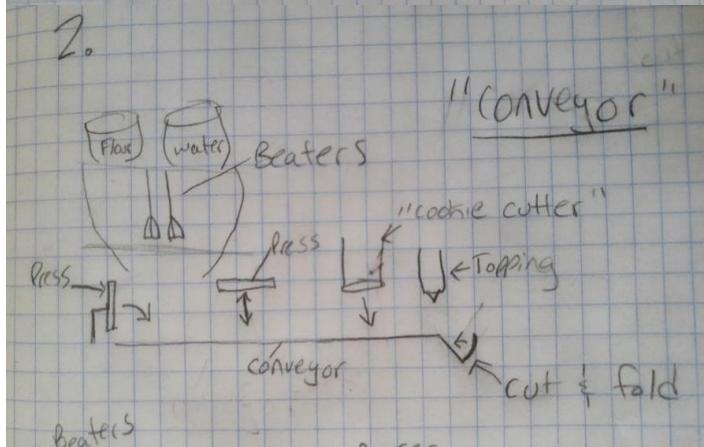 2.
"Conveyor"
Flour
water
Beaters
"cookie cutter"
Press
Press
Topping
conveyor
cut & fold
Beaters